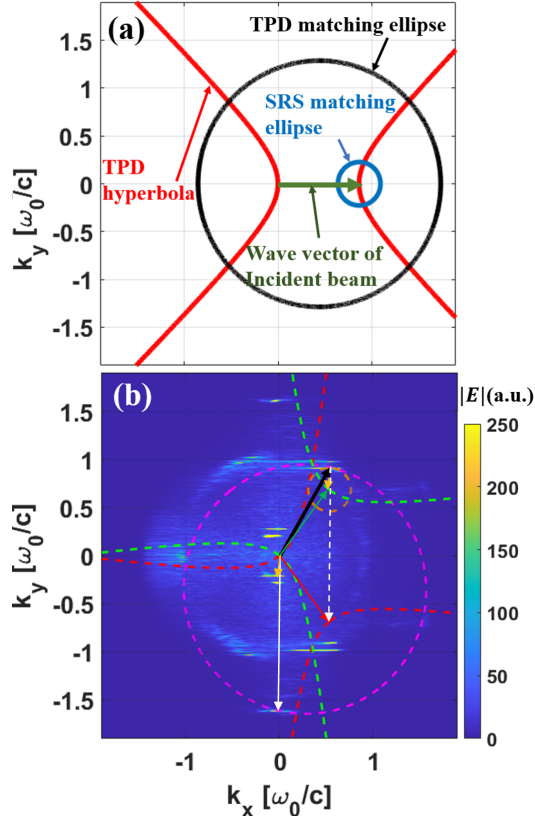 (a)
TPD matching ellipse
SRS matching
ellipse
TPD
hyperbola
Wave vector of
Incident beam
1.5
1
0.5
0
-0.5
-1
-1.5
k_y [ω_0/c]
(b)
|E|(a.u.)
250
200
150
100
50
0
1.5
1
0.5
0
-0.5
-1
-1.5
k_y [ω_0/c]
-1
0
1
k_x [ω_0/c]